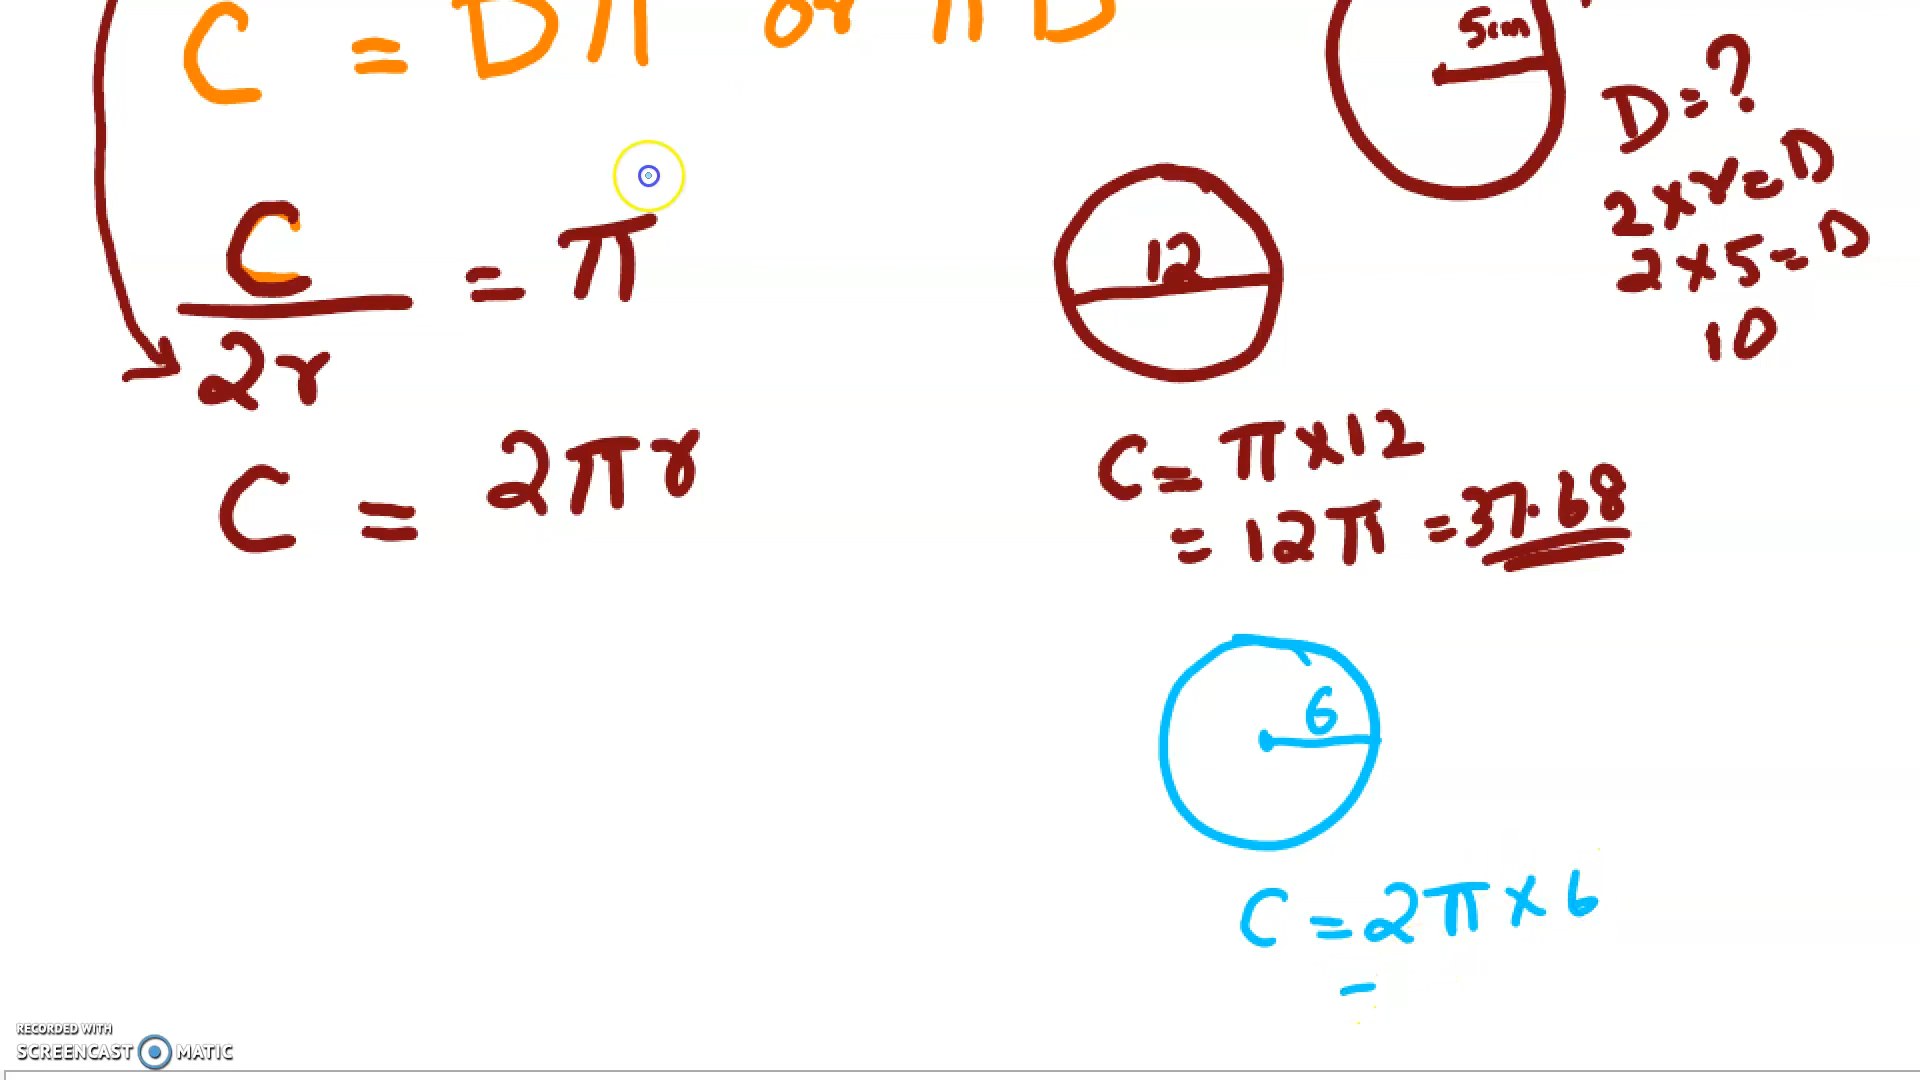 C = Dπ or πD
C
2r
= π
C = 2πr
5cm
D = ?
2 x r = D
2 x 5 = D
10
12
C = π x 12
= 12π = 37.68
6
C = 2π x 6
-
RECORDED WITH
SCREENCAST MATIC